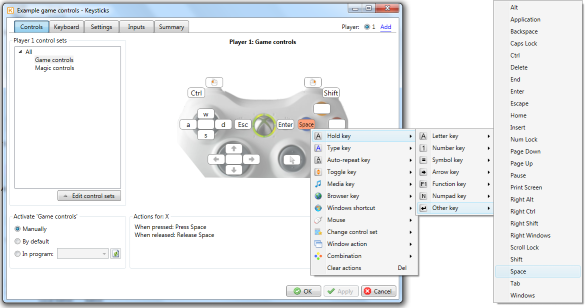 Example game controls - Keysticks
Controls
Keyboard
Settings
Inputs
Summary
Player: 1 Add
Player 1 control sets
All
Game controls
Magic controls
Edit control sets
Player 1: Game controls
Ctrl
Shift
w
a
d
s
Esc
Enter
Space
Activate 'Game controls'
Manually
By default
In program:
Actions for: X
When pressed: Press Space
When released: Release Space
OK
Apply
Cancel
Hold key
Type key
Auto-repeat key
Toggle key
Media key
Browser key
Windows shortcut
Mouse
Change control set
Window action
Combination
Clear actions Del
A Letter key
1 Number key
= Symbol key
Arrow key
F1 Function key
N Numpad key
Other key
Alt
Application
Backspace
Caps Lock
Ctrl
Delete
End
Enter
Escape
Home
Insert
Num Lock
Page Down
Page Up
Pause
Print Screen
Right Alt
Right Ctrl
Right Shift
Right Windows
Scroll Lock
Shift
Space
Tab
Windows